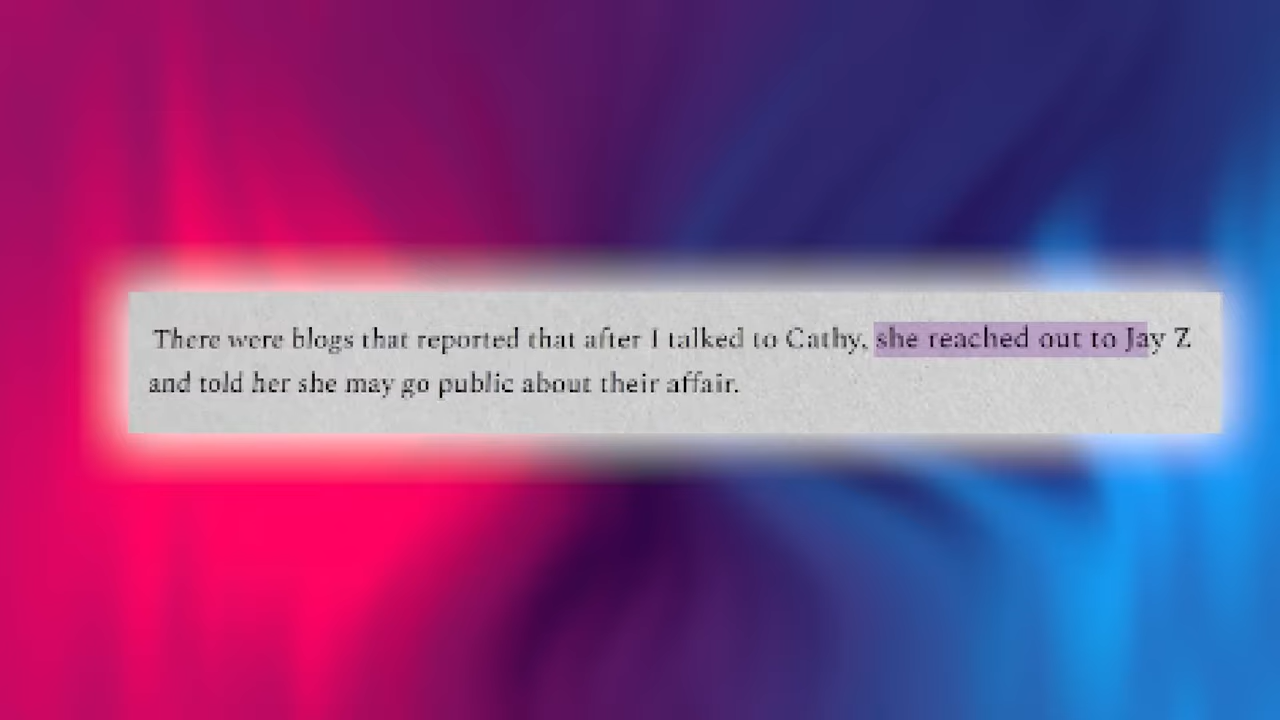 There were blogs that reported that after I talked to Cathy, she reached out to Jay Z
and told her she may go public about their affair.